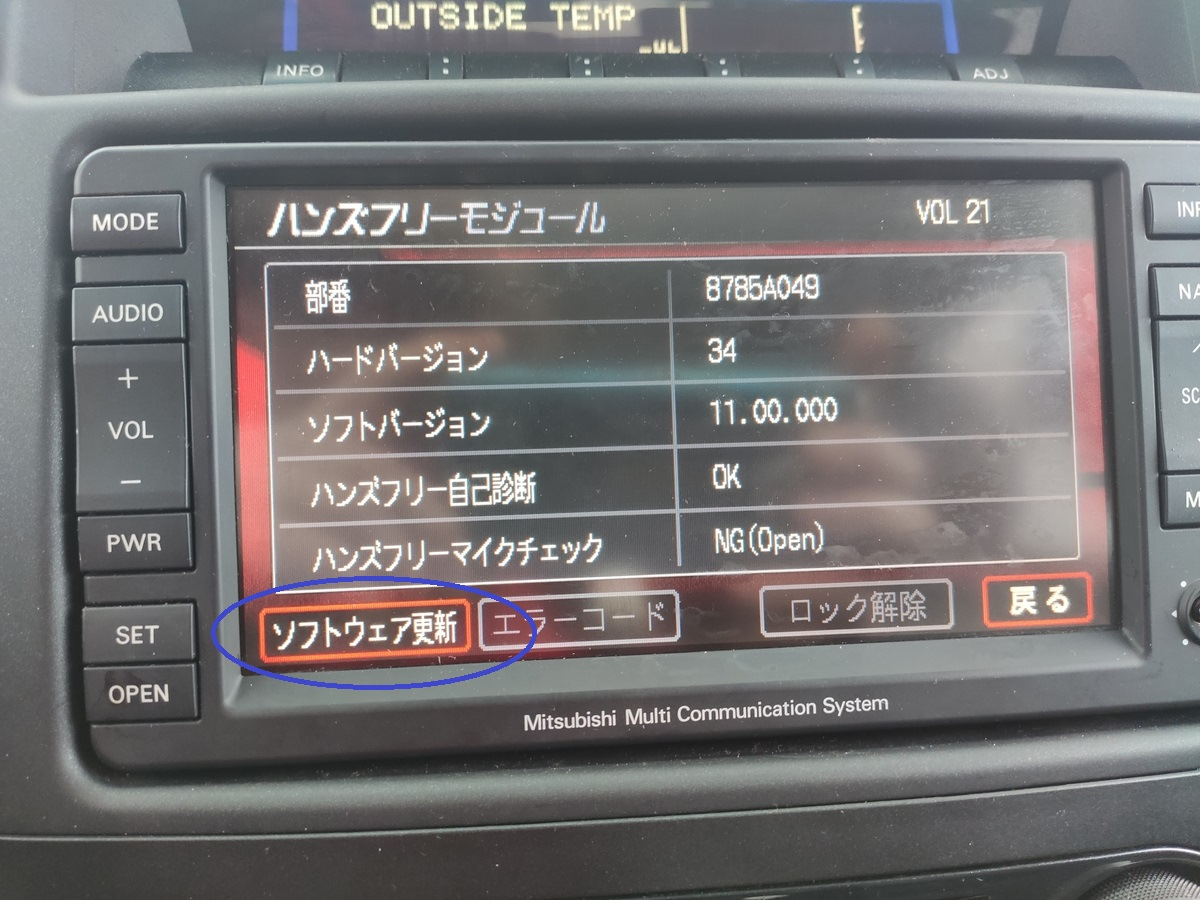 OUTSIDE TEMP
INFO
ADJ
MODE
AUDIO
+
VOL
−
PWR
SET
OPEN
ハンズフリーモジュール VOL 21
部番 8785A049
ハードバージョン 34
ソフトバージョン 11.00.000
ハンズフリー自己診断 OK
ハンズフリーマイクチェック NG(Open)
ソフトウェア更新 エラーコード ロック解除 戻る
Mitsubishi Multi Communication System